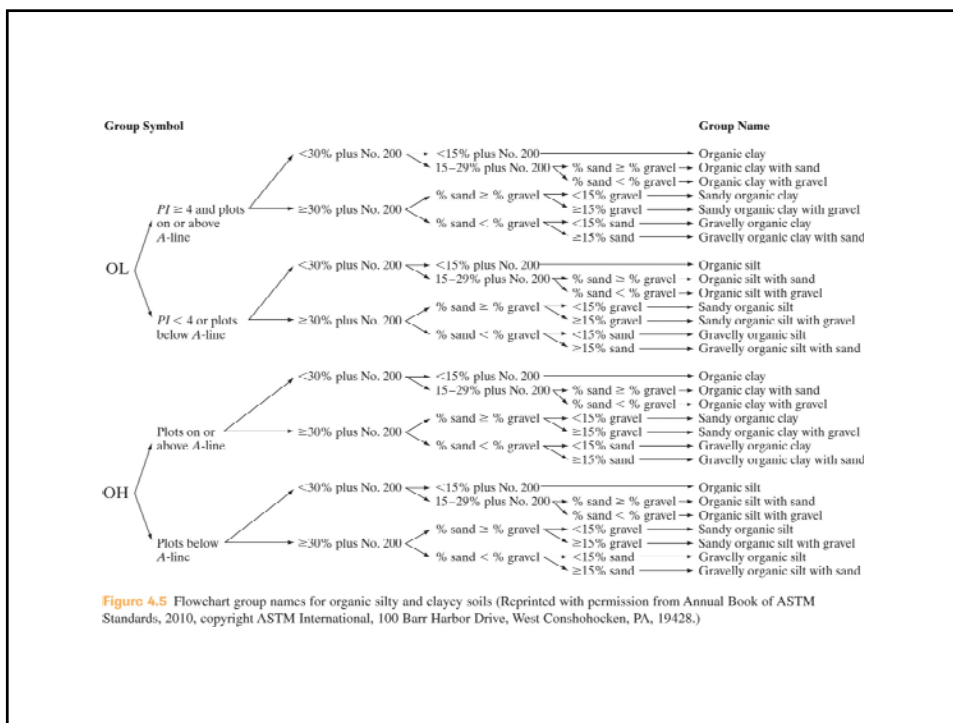 Group Symbol Group Name
<30% plus No. 200 <15% plus No. 200 Organic clay
15–29% plus No. 200 % sand ≥ % gravel Organic clay with sand
% sand < % gravel Organic clay with gravel
PI ≥ 4 and plots on or above A-line ≥30% plus No. 200 % sand ≥ % gravel <15% gravel Sandy organic clay
≥15% gravel Sandy organic clay with gravel
% sand < % gravel <15% sand Gravelly organic clay
≥15% sand Gravelly organic clay with sand
OL
<30% plus No. 200 <15% plus No. 200 Organic silt
15–29% plus No. 200 % sand ≥ % gravel Organic silt with sand
% sand < % gravel Organic silt with gravel
PI < 4 or plots below A-line ≥30% plus No. 200 % sand ≥ % gravel <15% gravel Sandy organic silt
≥15% gravel Sandy organic silt with gravel
% sand < % gravel <15% sand Gravelly organic silt
≥15% sand Gravelly organic silt with sand
<30% plus No. 200 <15% plus No. 200 Organic clay
15–29% plus No. 200 % sand ≥ % gravel Organic clay with sand
% sand < % gravel Organic clay with gravel
Plots on or above A-line ≥30% plus No. 200 % sand ≥ % gravel <15% gravel Sandy organic clay
≥15% gravel Sandy organic clay with gravel
% sand < % gravel <15% sand Gravelly organic clay
≥15% sand Gravelly organic clay with sand
OH
<30% plus No. 200 <15% plus No. 200 Organic silt
15–29% plus No. 200 % sand ≥ % gravel Organic silt with sand
% sand < % gravel Organic silt with gravel
Plots below A-line ≥30% plus No. 200 % sand ≥ % gravel <15% gravel Sandy organic silt
≥15% gravel Sandy organic silt with gravel
% sand < % gravel <15% sand Gravelly organic silt
≥15% sand Gravelly organic silt with sand
Figure 4.5 Flowchart group names for organic silty and clayey soils (Reprinted with permission from Annual Book of ASTM
Standards, 2010, copyright ASTM International, 100 Barr Harbor Drive, West Conshohocken, PA, 19428.)